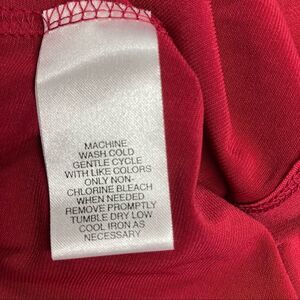 MACHINE
WASH COLD
GENTLE CYCLE
WITH LIKE COLORS
ONLY NON-
CHLORINE BLEACH
WHEN NEEDED
REMOVE PROMPTLY
TUMBLE DRY LOW
COOL IRON AS
NECESSARY